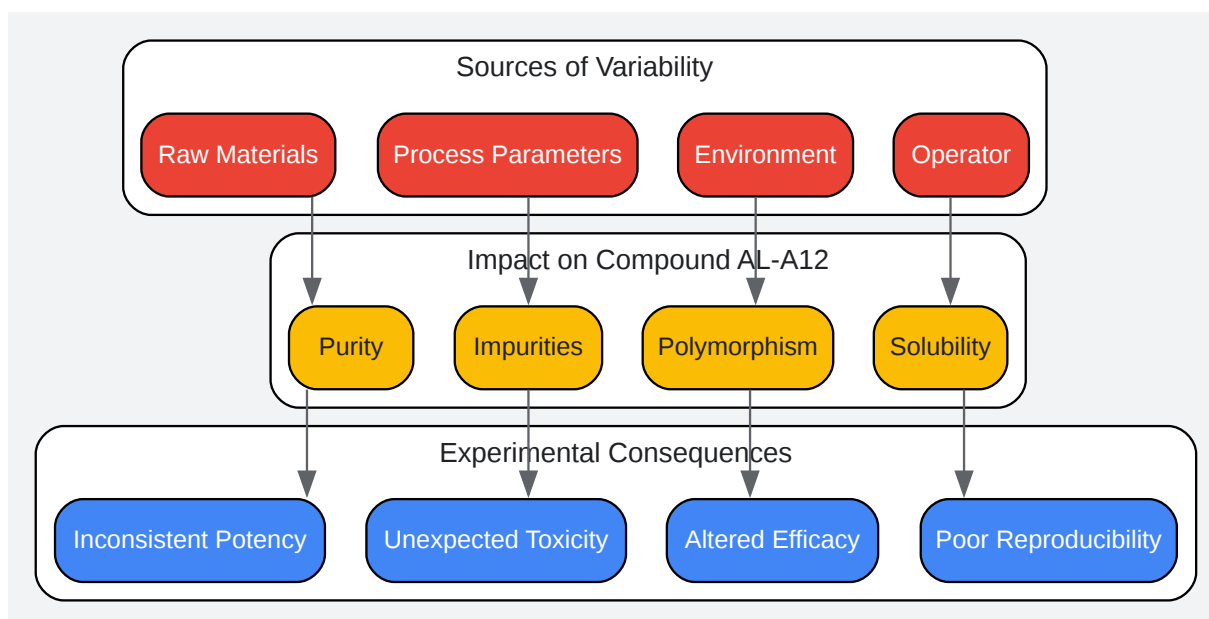 Sources of Variability
Raw Materials
Process Parameters
Environment
Operator
Impact on Compound AL-A12
Purity
Impurities
Polymorphism
Solubility
Experimental Consequences
Inconsistent Potency
Unexpected Toxicity
Altered Efficacy
Poor Reproducibility